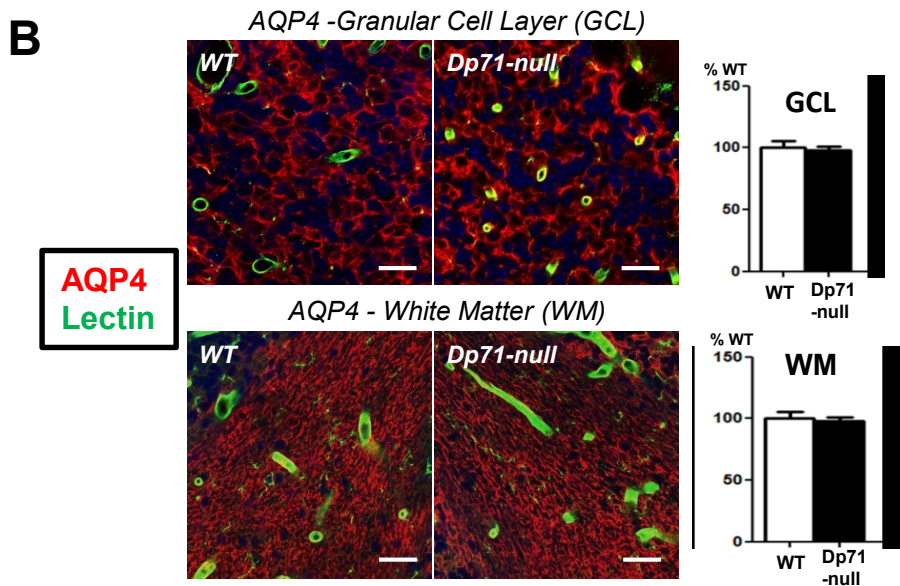 B
AQP4 -Granular Cell Layer (GCL)
WT
Dp71-null
% WT
150
100
50
0
GCL
WT
Dp71
-null
AQP4
Lectin
AQP4 - White Matter (WM)
WT
Dp71-null
% WT
150
100
50
0
WM
WT
Dp71
-null